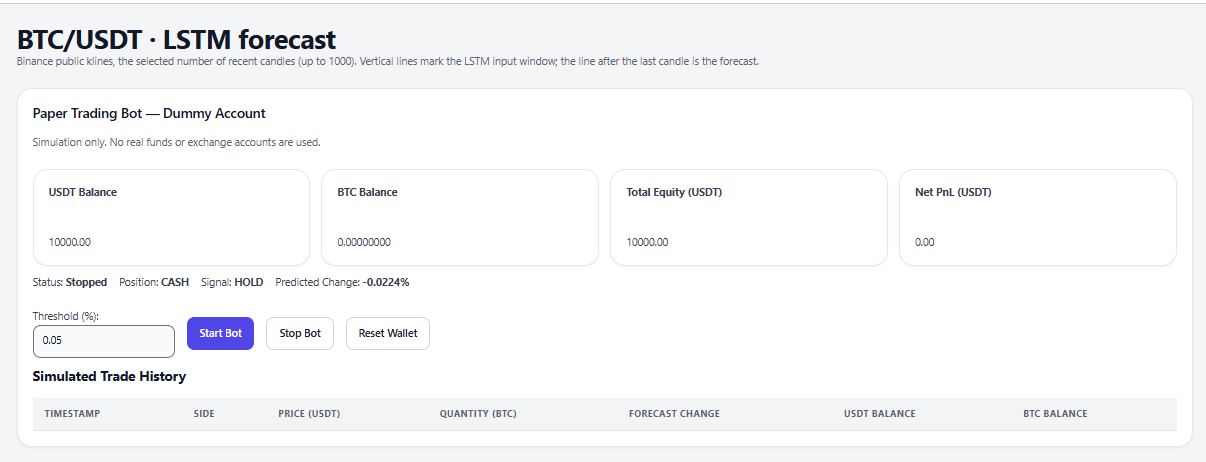 BTC/USDT · LSTM forecast
Binance public klines, the selected number of recent candles (up to 1000). Vertical lines mark the LSTM input window; the line after the last candle is the forecast.
Paper Trading Bot — Dummy Account
Simulation only. No real funds or exchange accounts are used.
USDT Balance BTC Balance Total Equity (USDT) Net PnL (USDT)
10000.00 0.00000000 10000.00 0.00
Status: Stopped Position: CASH Signal: HOLD Predicted Change: -0.0224%
Threshold (%):
0.05 Start Bot Stop Bot Reset Wallet
Simulated Trade History
TIMESTAMP SIDE PRICE (USDT) QUANTITY (BTC) FORECAST CHANGE USDT BALANCE BTC BALANCE